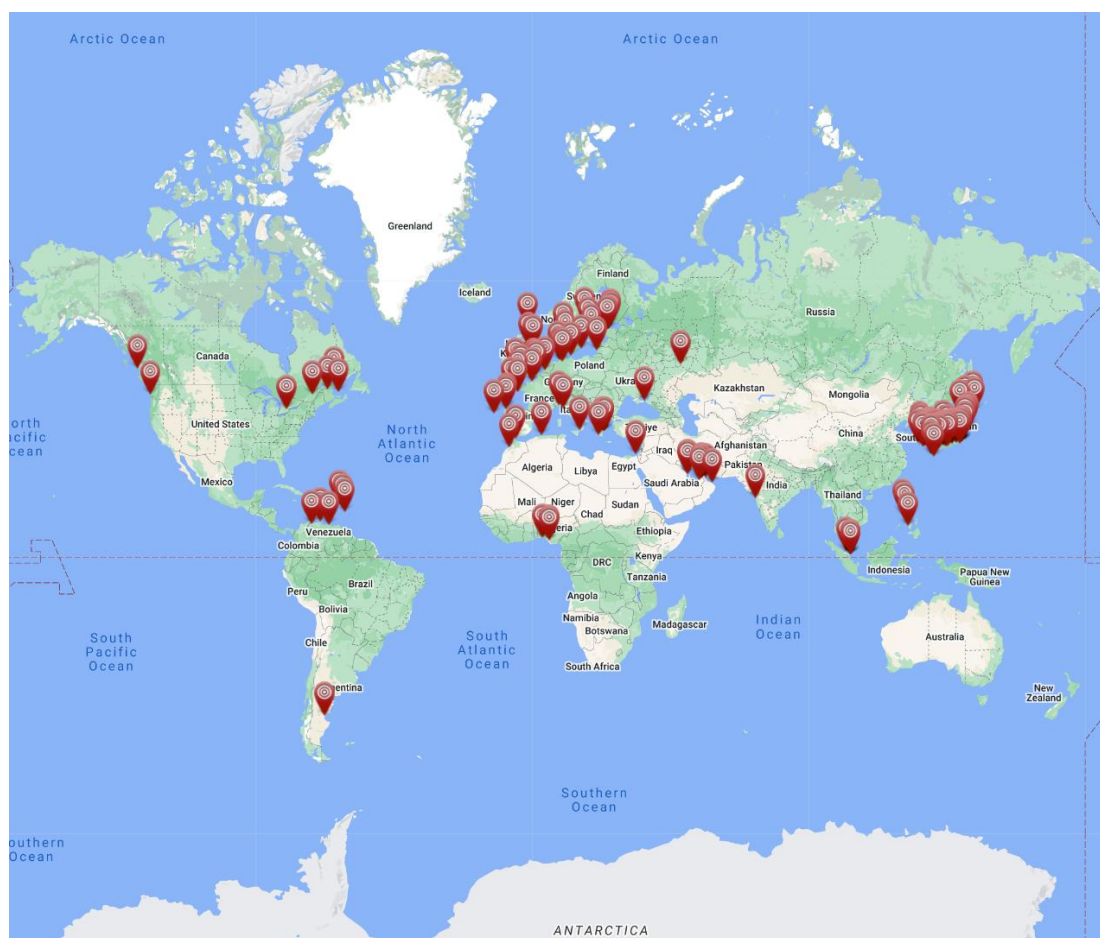 Arctic Ocean
Arctic Ocean
Greenland
Iceland
Finland
Russia
Canada
Poland
Ukra
France
Kazakhstan
Mongolia
United States
North
Atlantic
Ocean
Iraq
Afghanistan
China
Algeria
Libya
Egypt
Pakistan
Saudi Arabia
India
Mexico
Mali
Niger
Chad
Sudan
Thailand
Venezuela
Colombia
Ethiopia
Kenya
DRC
Tanzania
Indonesia
Papua New
Guinea
Peru
Brazil
Bolivia
Angola
Namibia
Botswana
Madagascar
Indian
Ocean
South
Pacific
Ocean
South
Atlantic
Ocean
Chile
Australia
South Africa
entina
New
Zealand
Southern
Ocean
outhern
Ocean
ANTARCTICA